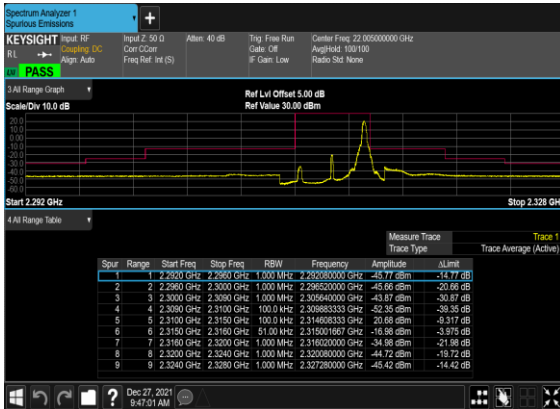 Spectrum Analyzer 1
Spurious Emissions
+
KEYSIGHT Input: RF Input Z: 50 Ω Atten: 40 dB Trig: Free Run Center Freq: 22.005000000 GHz
RL Coupling: DC Corr CCorr Gate: Off Avg|Hold: 100/100
Align: Auto Freq Ref: Int (S) IF Gain: Low Radio Std: None
PASS
3 All Range Graph Ref Lvl Offset 5.00 dB
Scale/Div 10.0 dB Ref Value 30.00 dBm
20.0
10.0
0.00
-10.0
-20.0
-30.0
-40.0
-50.0
-60.0
Start 2.292 GHz Stop 2.328 GH
4 All Range Table
Measure Trace Trace 1
Trace Type Trace Average (Active)
Spur Range Start Freq Stop Freq RBW Frequency Amplitude ΔLimit
1 1 2.2920 GHz 2.2960 GHz 1.000 MHz 2.292080000 GHz -45.77 dBm -14.77 dB
2 2 2.2960 GHz 2.3000 GHz 1.000 MHz 2.296520000 GHz -45.66 dBm -20.66 dB
3 3 2.3000 GHz 2.3090 GHz 1.000 MHz 2.305640000 GHz -43.87 dBm -30.87 dB
4 4 2.3090 GHz 2.3100 GHz 100.0 kHz 2.309883333 GHz -52.35 dBm -39.35 dB
5 5 2.3100 GHz 2.3150 GHz 100.0 kHz 2.314608333 GHz 20.68 dBm -9.317 dB
6 6 2.3150 GHz 2.3160 GHz 51.00 kHz 2.315001667 GHz -16.98 dBm -3.975 dB
7 7 2.3160 GHz 2.3200 GHz 1.000 MHz 2.316020000 GHz -34.98 dBm -21.98 dB
8 8 2.3200 GHz 2.3240 GHz 1.000 MHz 2.320080000 GHz -44.72 dBm -19.72 dB
9 9 2.3240 GHz 2.3280 GHz 1.000 MHz 2.327280000 GHz -45.42 dBm -14.42 dB
? Dec 27, 2021
9:47:01 AM